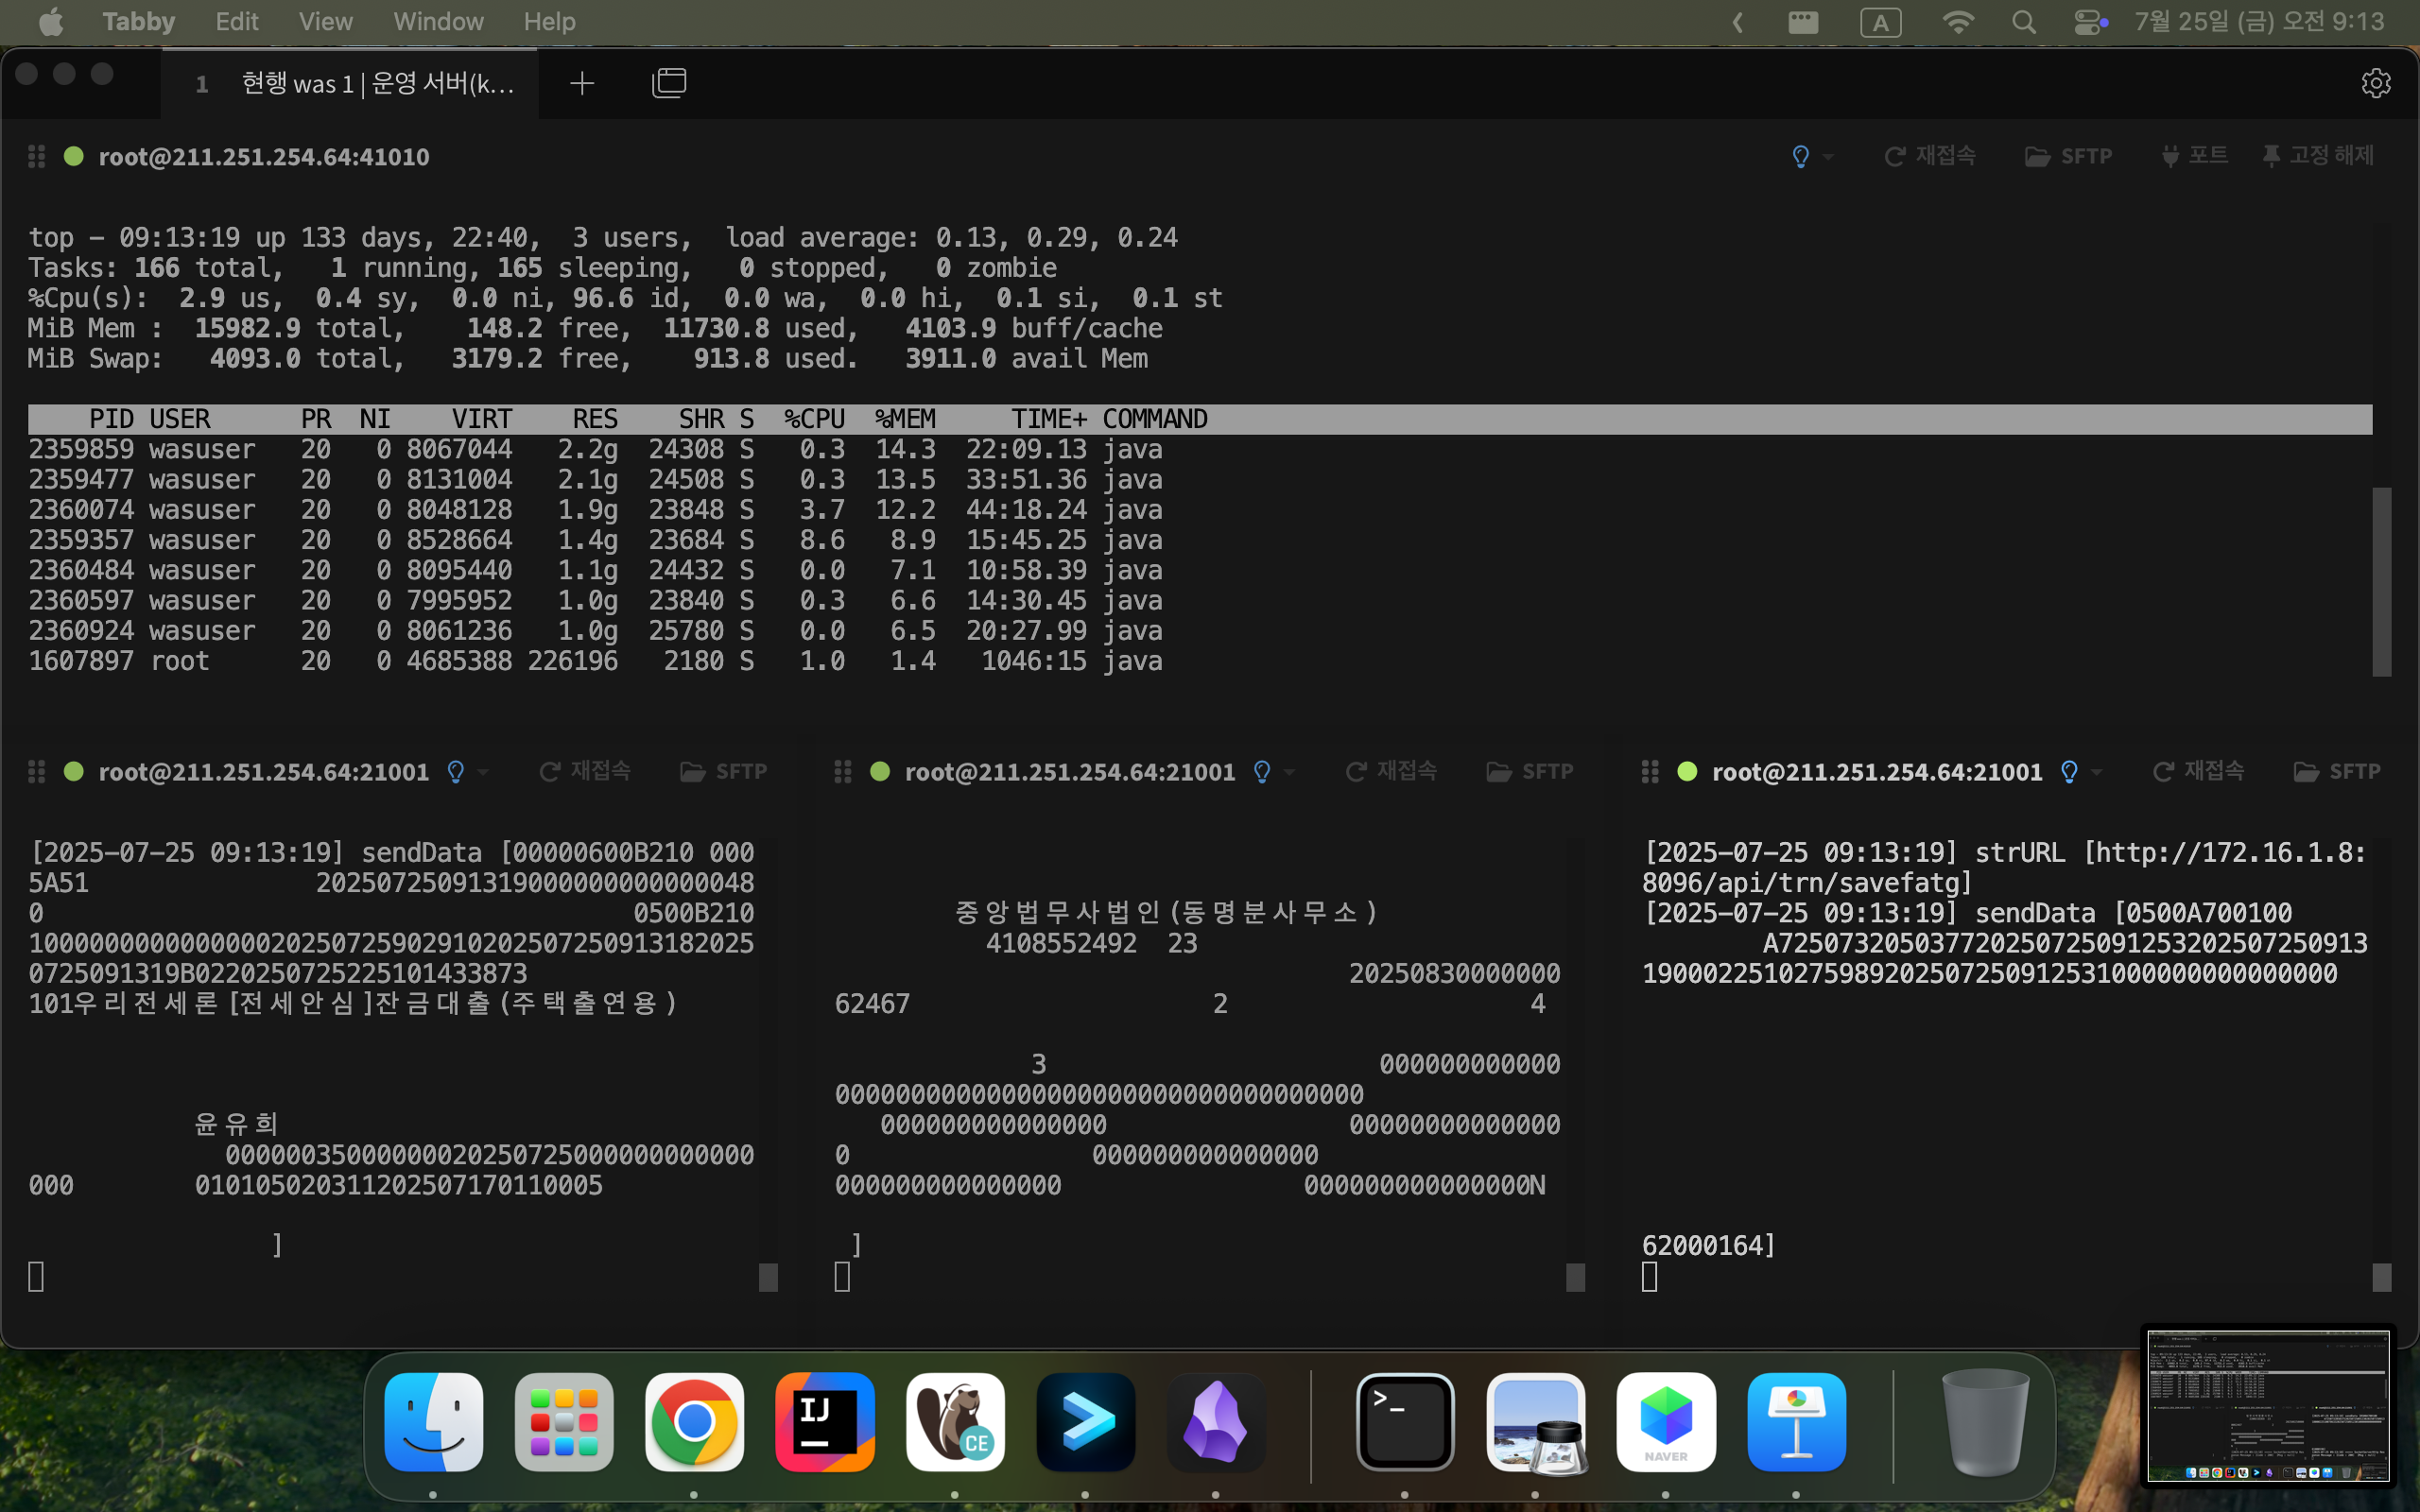 Tabby Edit View Window Help A 7월 25일 (금) 오전 9:13
1 현행 was 1 | 운영 서버(k...
root@211.251.254.64:41010 재접속 SFTP 포트 고정 해제
top - 09:13:19 up 133 days, 22:40, 3 users, load average: 0.13, 0.29, 0.24
Tasks: 166 total, 1 running, 165 sleeping, 0 stopped, 0 zombie
%Cpu(s): 2.9 us, 0.4 sy, 0.0 ni, 96.6 id, 0.0 wa, 0.0 hi, 0.1 si, 0.1 st
MiB Mem : 15982.9 total, 148.2 free, 11730.8 used, 4103.9 buff/cache
MiB Swap: 4093.0 total, 3179.2 free, 913.8 used. 3911.0 avail Mem
PID USER PR NI VIRT RES SHR S %CPU %MEM TIME+ COMMAND
2359859 wasuser 20 0 8067044 2.2g 24308 S 0.3 14.3 22:09.13 java
2359477 wasuser 20 0 8131004 2.1g 24508 S 0.3 13.5 33:51.36 java
2360074 wasuser 20 0 8048128 1.9g 23848 S 3.7 12.2 44:18.24 java
2359357 wasuser 20 0 8528664 1.4g 23684 S 8.6 8.9 15:45.25 java
2360484 wasuser 20 0 8095440 1.1g 24432 S 0.0 7.1 10:58.39 java
2360597 wasuser 20 0 7995952 1.0g 23840 S 0.3 6.6 14:30.45 java
2360924 wasuser 20 0 8061236 1.0g 25780 S 0.0 6.5 20:27.99 java
1607897 root 20 0 4685388 226196 2180 S 1.0 1.4 1046:15 java
root@211.251.254.64:21001 재접속 SFTP
[2025-07-25 09:13:19] sendData [00000600B210 000
5A51 20250725091319000000000000048
0 0500B210
100000000000000020250725902910202507250913182025
0725091319B0220250725225101433873
101우리전세론[전세안심]잔금대출(주택출연용)
윤유희
00000035000000020250725000000000000
000 010105020311202507170110005
]
root@211.251.254.64:21001 재접속 SFTP
중앙법무사법인(동명분사무소)
4108552492 23
20250830000000
62467 2 4
3 000000000000
00000000000000000000000000000000000
000000000000000 00000000000000
0 000000000000000
000000000000000 000000000000000N
]
root@211.251.254.64:21001 재접속 SFTP
[2025-07-25 09:13:19] strURL [http://172.16.1.8:
8096/api/trn/savefatg]
[2025-07-25 09:13:19] sendData [0500A700100
A725073205037720250725091253202507250913
1900022510275989202507250912531000000000000000
62000164]
IJ
CE
>_
NAVER